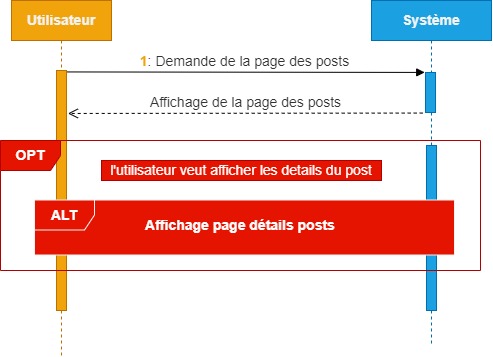 Utilisateur
Système
1: Demande de la page des posts
Affichage de la page des posts
OPT
l'utilisateur veut afficher les details du post
ALT
Affichage page détails posts